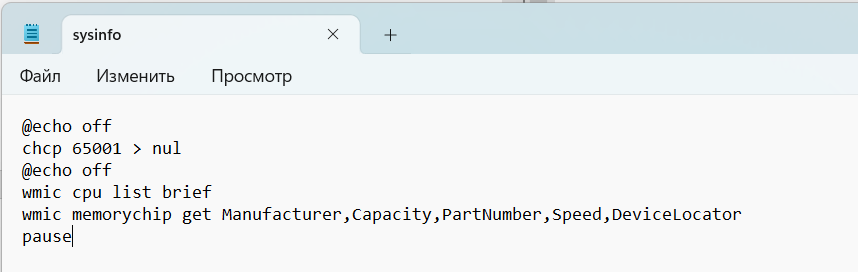 sysinfo
Файл Изменить Просмотр
@echo off
chcp 65001 > nul
@echo off
wmic cpu list brief
wmic memorychip get Manufacturer,Capacity,PartNumber,Speed,DeviceLocator
pause